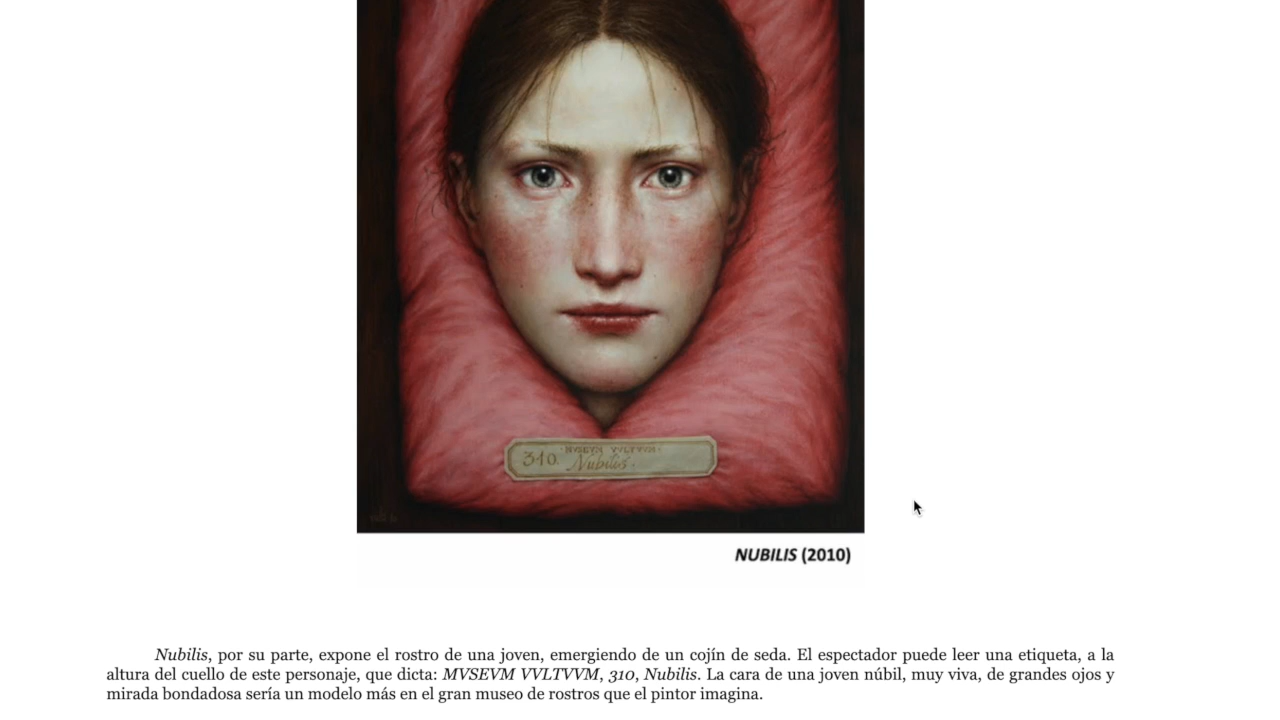 · MVSEVM VVLTVVM ·
310. Nubilis.
NUBILIS (2010)
Nubilis, por su parte, expone el rostro de una joven, emergiendo de un cojín de seda. El espectador puede leer una etiqueta, a la
altura del cuello de este personaje, que dicta: MVSEVM VVLTVVM, 310, Nubilis. La cara de una joven núbil, muy viva, de grandes ojos y
mirada bondadosa sería un modelo más en el gran museo de rostros que el pintor imagina.